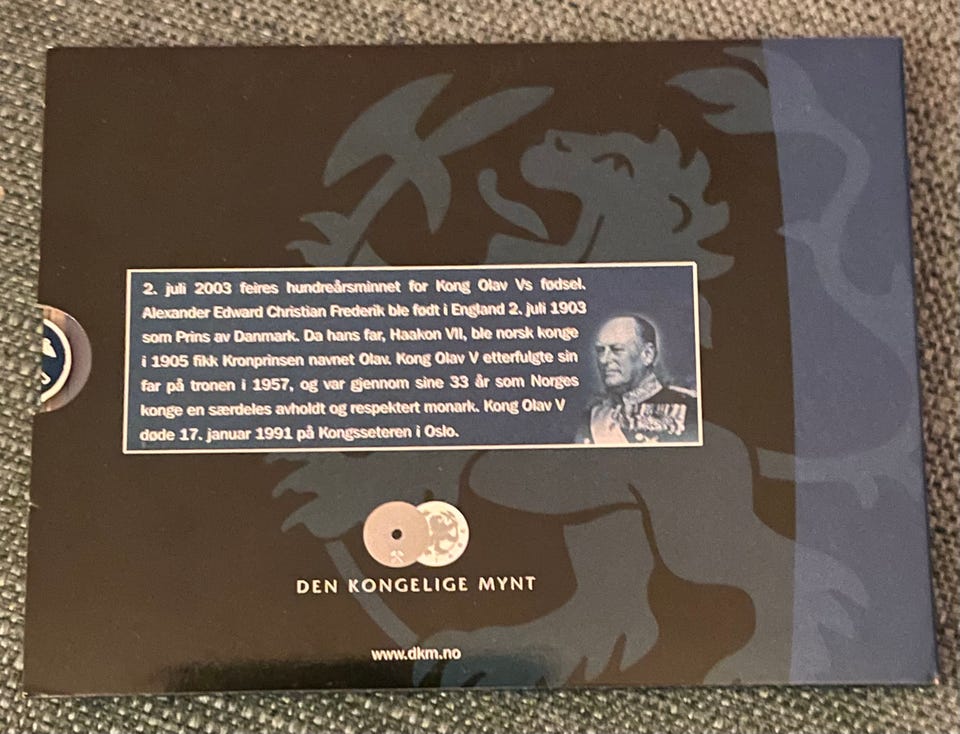 2. juli 2003 feires hundreårsminnet for Kong Olav Vs fødsel.
Alexander Edward Christian Frederik ble født i England 2. juli 1903
som Prins av Danmark. Da hans far, Haakon VII, ble norsk konge
i 1905 fikk Kronprinsen navnet Olav. Kong Olav V etterfulgte sin
far på tronen i 1957, og var gjennom sine 33 år som Norges
konge en særdeles avholdt og respektert monark. Kong Olav V
døde 17. januar 1991 på Kongsseteren i Oslo.
DEN KONGELIGE MYNT
www.dkm.no